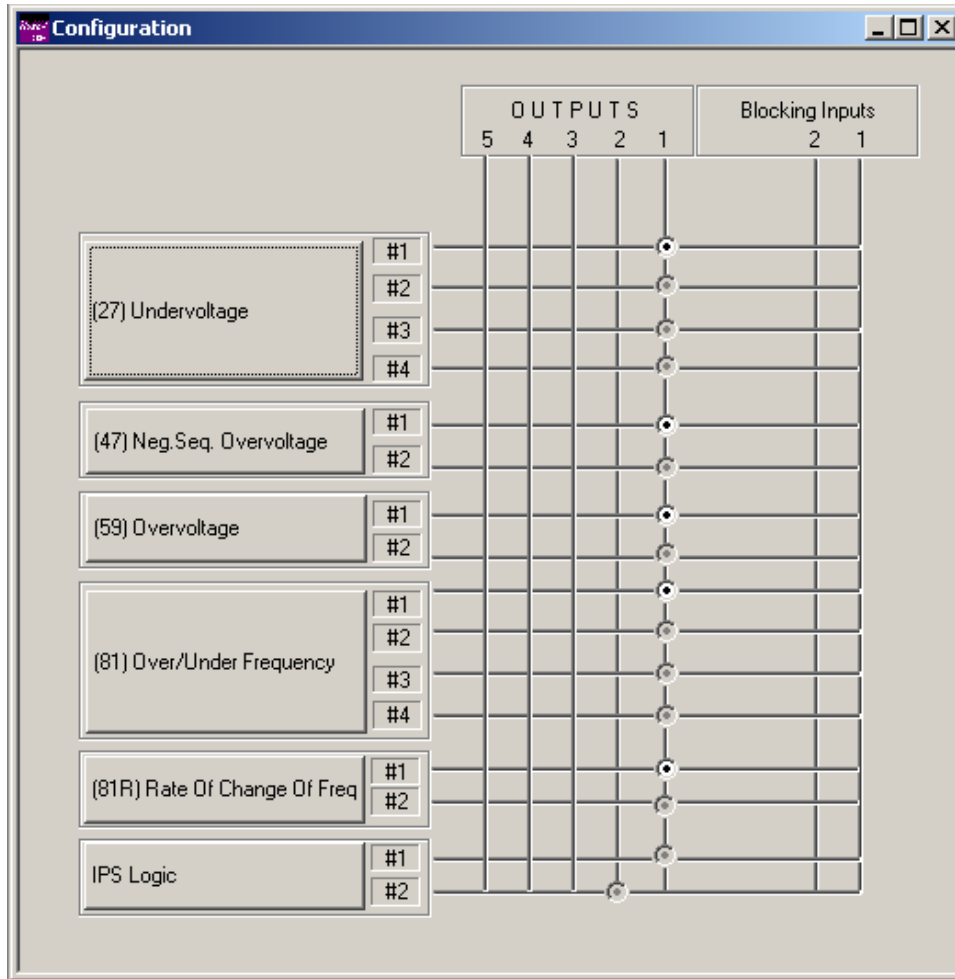 Configuration
OUTPUTS
5 4 3 2 1
Blocking Inputs
2 1
(27) Undervoltage
#1
#2
#3
#4
(47) Neg.Seq. Overvoltage
#1
#2
(59) Overvoltage
#1
#2
(81) Over/Under Frequency
#1
#2
#3
#4
(81R) Rate Of Change Of Freq
#1
#2
IPS Logic
#1
#2